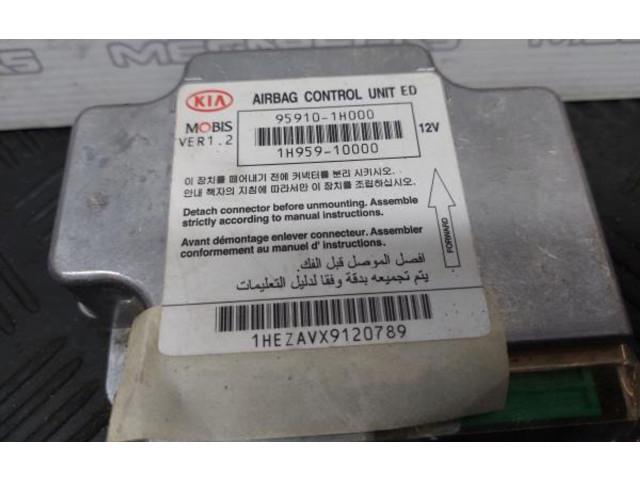 KIA
AIRBAG CONTROL UNIT ED
MOBIS
VER1.2
95910-1H000
1H959-10000
12V
이 장치를 떼어내기 전에 커넥터를 분리 시키시오.
안내 책자의 지침에 따라서만 이 장치를 조립하십시오.
Detach connector before unmounting. Assemble
strictly according to manual instructions.
Avant démontage enlever connecteur. Assembler
conformement au manuel d' instructions.
افصل الموصل قبل الفك.
يتم تجميعه بدقة وفقا لدليل التعليمات
FORWARD
1HEZAVX9120789